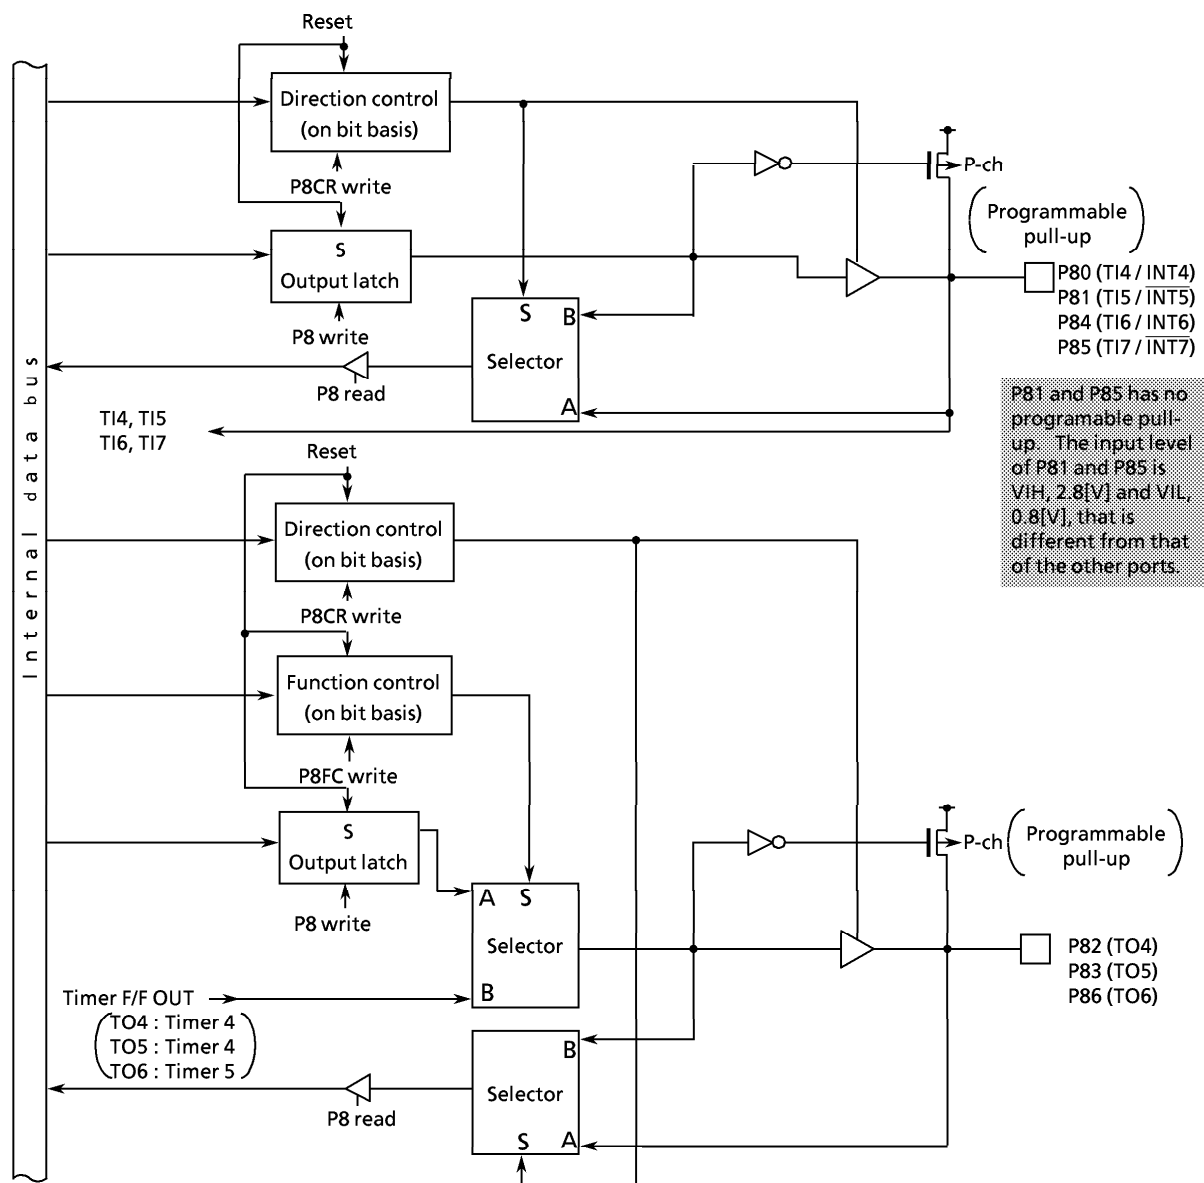 Reset
Direction control
(on bit basis)
P8CR write
P-ch
(Programmable
pull-up)
S
Output latch
P8 write
S
B
Selector
A
P8 read
P80 (TI4 / INT4)
P81 (TI5 / INT5)
P84 (TI6 / INT6)
P85 (TI7 / INT7)
P81 and P85 has no
programable pull-
up. The input level
of P81 and P85 is
VIH, 2.8[V] and VIL,
0.8[V], that is
different from that
of the other ports.
TI4, TI5
TI6, TI7
Internal data bus
Reset
Direction control
(on bit basis)
P8CR write
Function control
(on bit basis)
P8FC write
S
Output latch
P8 write
P-ch
(Programmable
pull-up)
A
S
Selector
B
P82 (TO4)
P83 (TO5)
P86 (TO6)
Timer F/F OUT
(TO4 : Timer 4
TO5 : Timer 4
TO6 : Timer 5)
B
Selector
S
A
P8 read